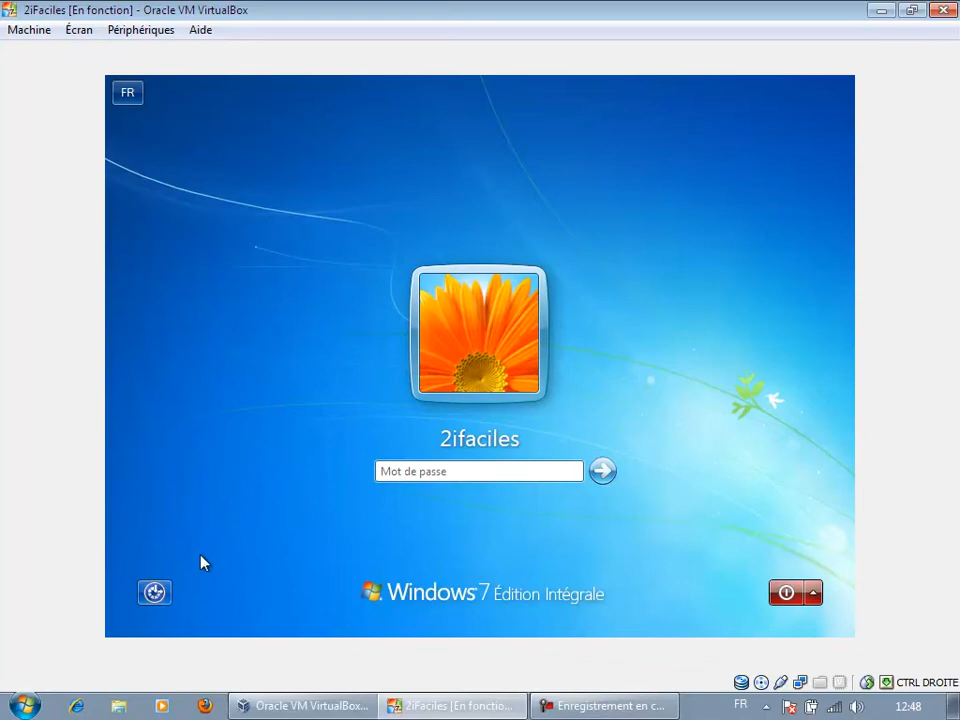 2iFaciles [En fonction] - Oracle VM VirtualBox
Machine Écran Périphériques Aide
FR
2ifaciles
Mot de passe
Windows 7 Édition Intégrale
CTRL DROITE
Oracle VM VirtualBox...
2iFaciles [En fonctio...
Enregistrement en c...
FR
12:48